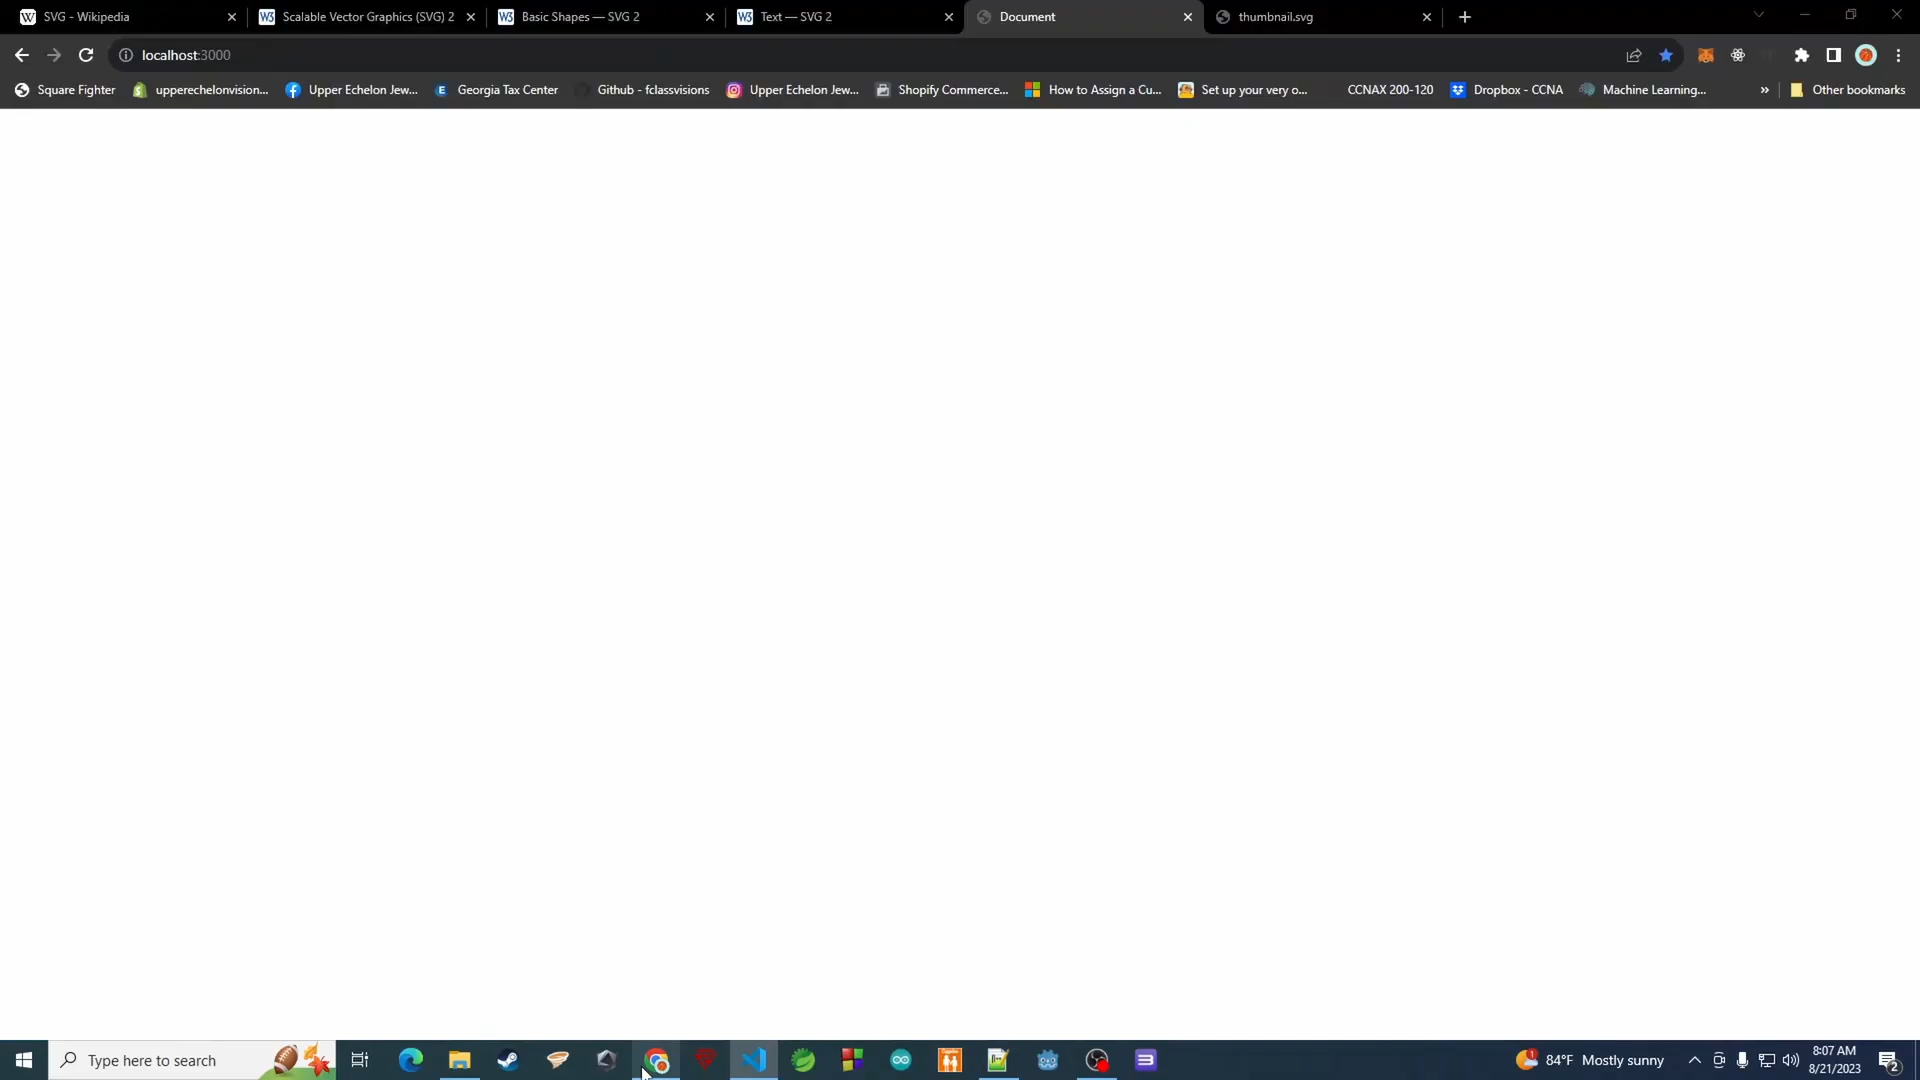 SVG - Wikipedia
Scalable Vector Graphics (SVG) 2
Basic Shapes — SVG 2
Text — SVG 2
Document
thumbnail.svg
localhost:3000
Square Fighter
upperechelonvision...
Upper Echelon Jew...
Georgia Tax Center
Github - fclassvisions
Upper Echelon Jew...
Shopify Commerce...
How to Assign a Cu...
Set up your very o...
CCNAX 200-120
Dropbox - CCNA
Machine Learning...
»
Other bookmarks
Type here to search
84°F Mostly sunny
8:07 AM
8/21/2023
2